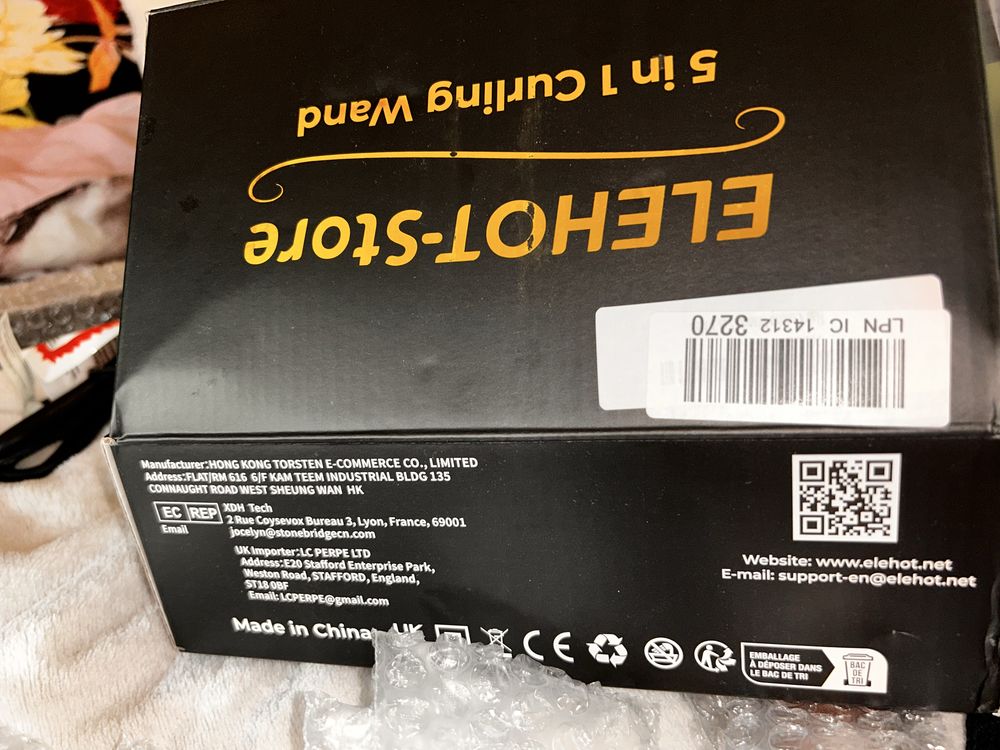 ELEHOT-Store
5 in 1 Curling Wand
LPN IC 14312 3270
Manufacturer:HONG KONG TORSTEN E-COMMERCE CO., LIMITED
Address:FLAT/RM 616 6/F KAM TEEM INDUSTRIAL BLDG 135
CONNAUGHT ROAD WEST SHEUNG WAN HK
EC REP
XDH Tech
2 Rue Coysevox Bureau 3, Lyon, France, 69001
Email
jocelyn@stonebridgecn.com
UK Importer:LC PERPE LTD
Address:E20 Stafford Enterprise Park,
Weston Road, STAFFORD, England,
ST18 0BF
Email: LCPERPE@gmail.com
Website: www.elehot.net
E-mail: support-en@elehot.net
Made in China
UK
CE
EMBALLAGE
À DÉPOSER DANS
LE BAC DE TRI
BAC
DE
TRI